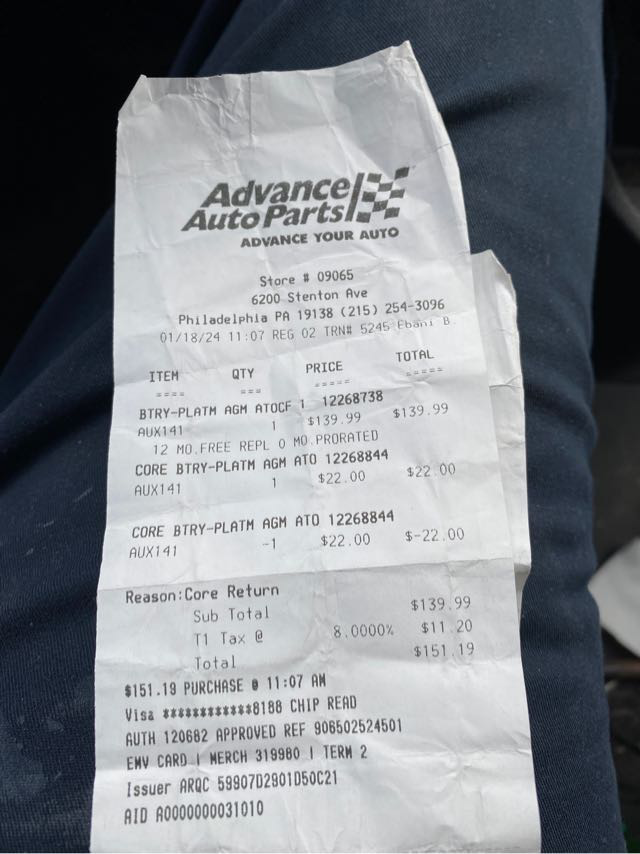 Advance
Auto Parts
ADVANCE YOUR AUTO
Store # 09065
6200 Stenton Ave
Philadelphia PA 19138 (215) 254-3096
01/18/24 11:07 REG 02 TRN# 5245 Ebani B.
ITEM QTY PRICE TOTAL
==== === ===== =====
BTRY-PLATM AGM ATOCF 1 12268738
AUX141 1 $139.99 $139.99
12 MO.FREE REPL 0 MO.PRORATED
CORE BTRY-PLATM AGM ATO 12268844
AUX141 1 $22.00 $22.00
CORE BTRY-PLATM AGM ATO 12268844
AUX141 -1 $22.00 $-22.00
Reason:Core Return
Sub Total $139.99
T1 Tax @ 8.0000% $11.20
Total $151.19
$151.19 PURCHASE @ 11:07 AM
Visa ************8188 CHIP READ
AUTH 120682 APPROVED REF 906502524501
EMV CARD | MERCH 319980 | TERM 2
Issuer ARQC 59907D2901D50C21
AID A0000000031010